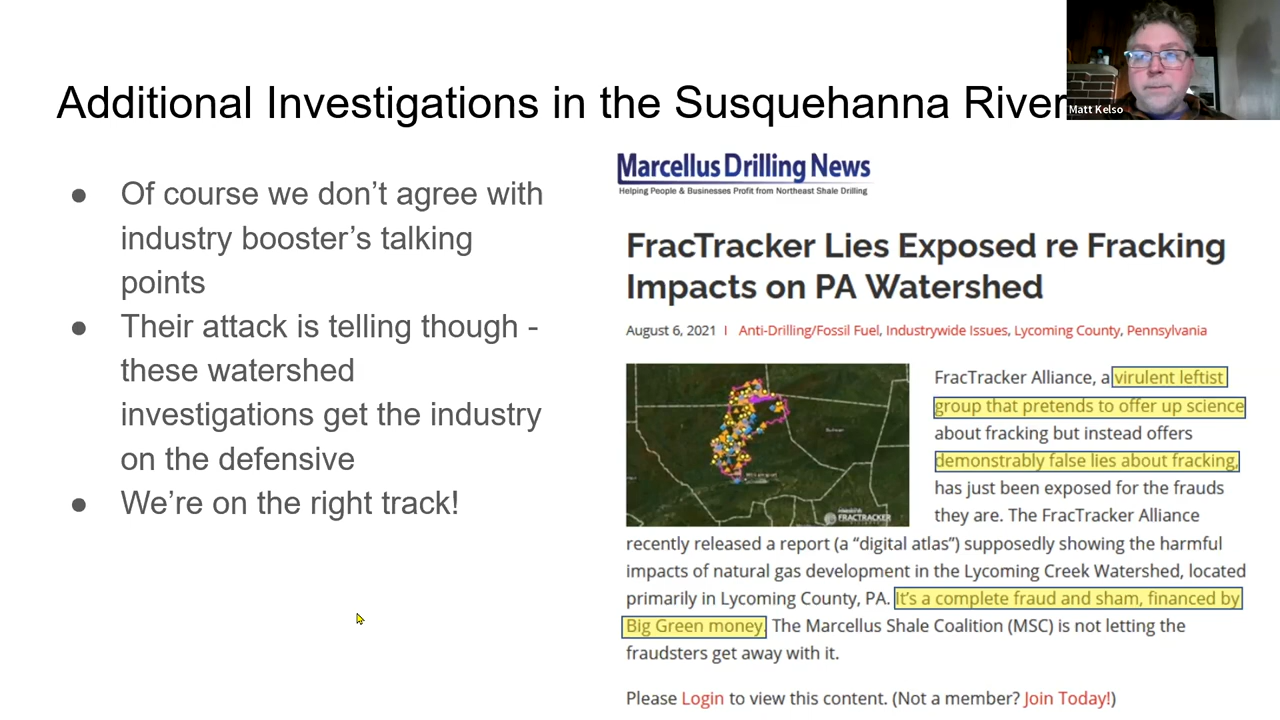 Additional Investigations in the Susquehanna River
Matt Kelso
● Of course we don’t agree with
industry booster’s talking
points
● Their attack is telling though -
these watershed
investigations get the industry
on the defensive
● We’re on the right track!
Marcellus Drilling News
Helping People & Businesses Profit from Northeast Shale Drilling
FracTracker Lies Exposed re Fracking
Impacts on PA Watershed
August 6, 2021 | Anti-Drilling/Fossil Fuel, Industrywide Issues, Lycoming County, Pennsylvania
FRACTRACKER
FracTracker Alliance, a virulent leftist
group that pretends to offer up science
about fracking but instead offers
demonstrably false lies about fracking,
has just been exposed for the frauds
they are. The FracTracker Alliance
recently released a report (a “digital atlas”) supposedly showing the harmful
impacts of natural gas development in the Lycoming Creek Watershed, located
primarily in Lycoming County, PA. It’s a complete fraud and sham, financed by
Big Green money. The Marcellus Shale Coalition (MSC) is not letting the
fraudsters get away with it.
Please Login to view this content. (Not a member? Join Today!)